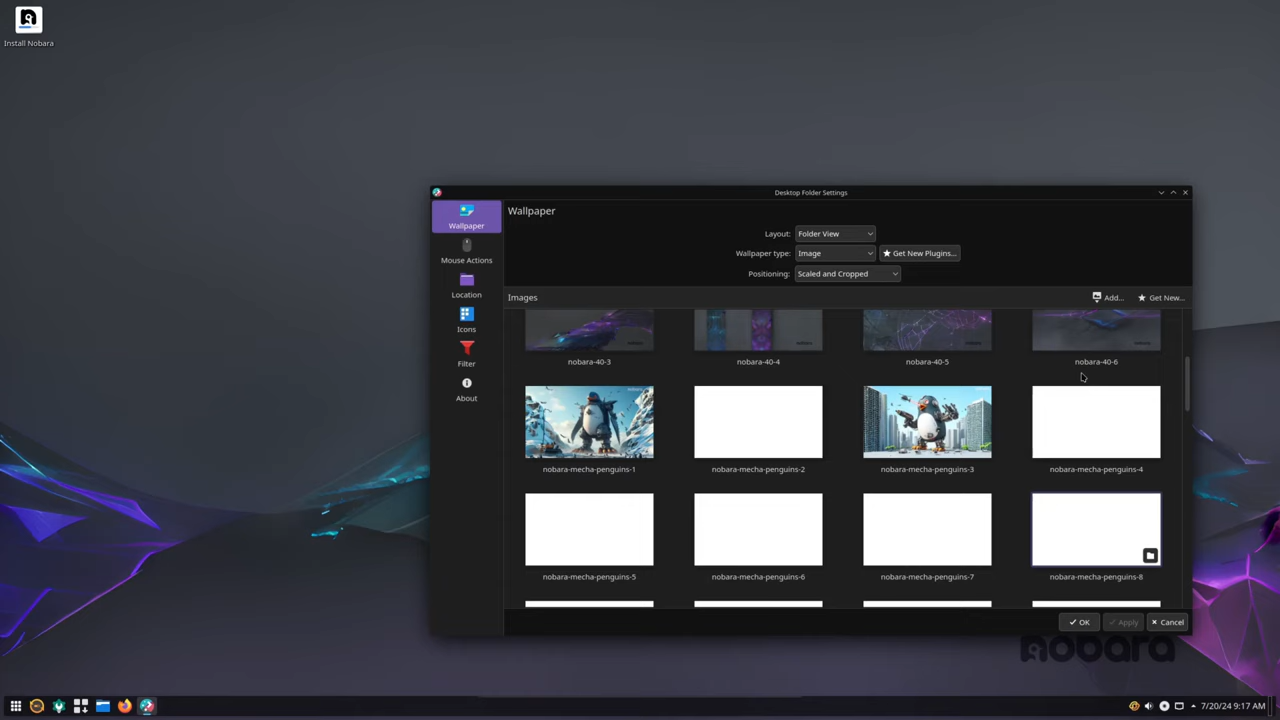 Install Nobara
Desktop Folder Settings
Wallpaper
Mouse Actions
Location
Icons
Filter
About
Wallpaper
Layout: Folder View
Wallpaper type: Image Get New Plugins...
Positioning: Scaled and Cropped
Images Add... Get New...
nobara-40-3 nobara-40-4 nobara-40-5 nobara-40-6
nobara-mecha-penguins-1 nobara-mecha-penguins-2 nobara-mecha-penguins-3 nobara-mecha-penguins-4
nobara-mecha-penguins-5 nobara-mecha-penguins-6 nobara-mecha-penguins-7 nobara-mecha-penguins-8
OK Apply Cancel
nobara
7/20/24 9:17 AM